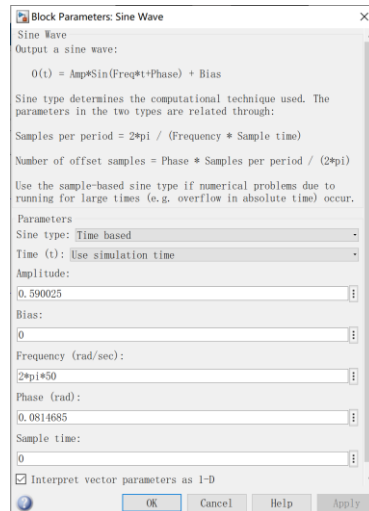 Block Parameters: Sine Wave
Sine Wave
Output a sine wave:
O(t) = Amp*Sin(Freq*t+Phase) + Bias
Sine type determines the computational technique used. The
parameters in the two types are related through:
Samples per period = 2*pi / (Frequency * Sample time)
Number of offset samples = Phase * Samples per period / (2*pi)
Use the sample-based sine type if numerical problems due to
running for large times (e.g. overflow in absolute time) occur.
Parameters
Sine type: Time based
Time (t): Use simulation time
Amplitude:
0.590025
Bias:
0
Frequency (rad/sec):
2*pi*50
Phase (rad):
0.0814685
Sample time:
0
Interpret vector parameters as 1-D
OK Cancel Help Apply